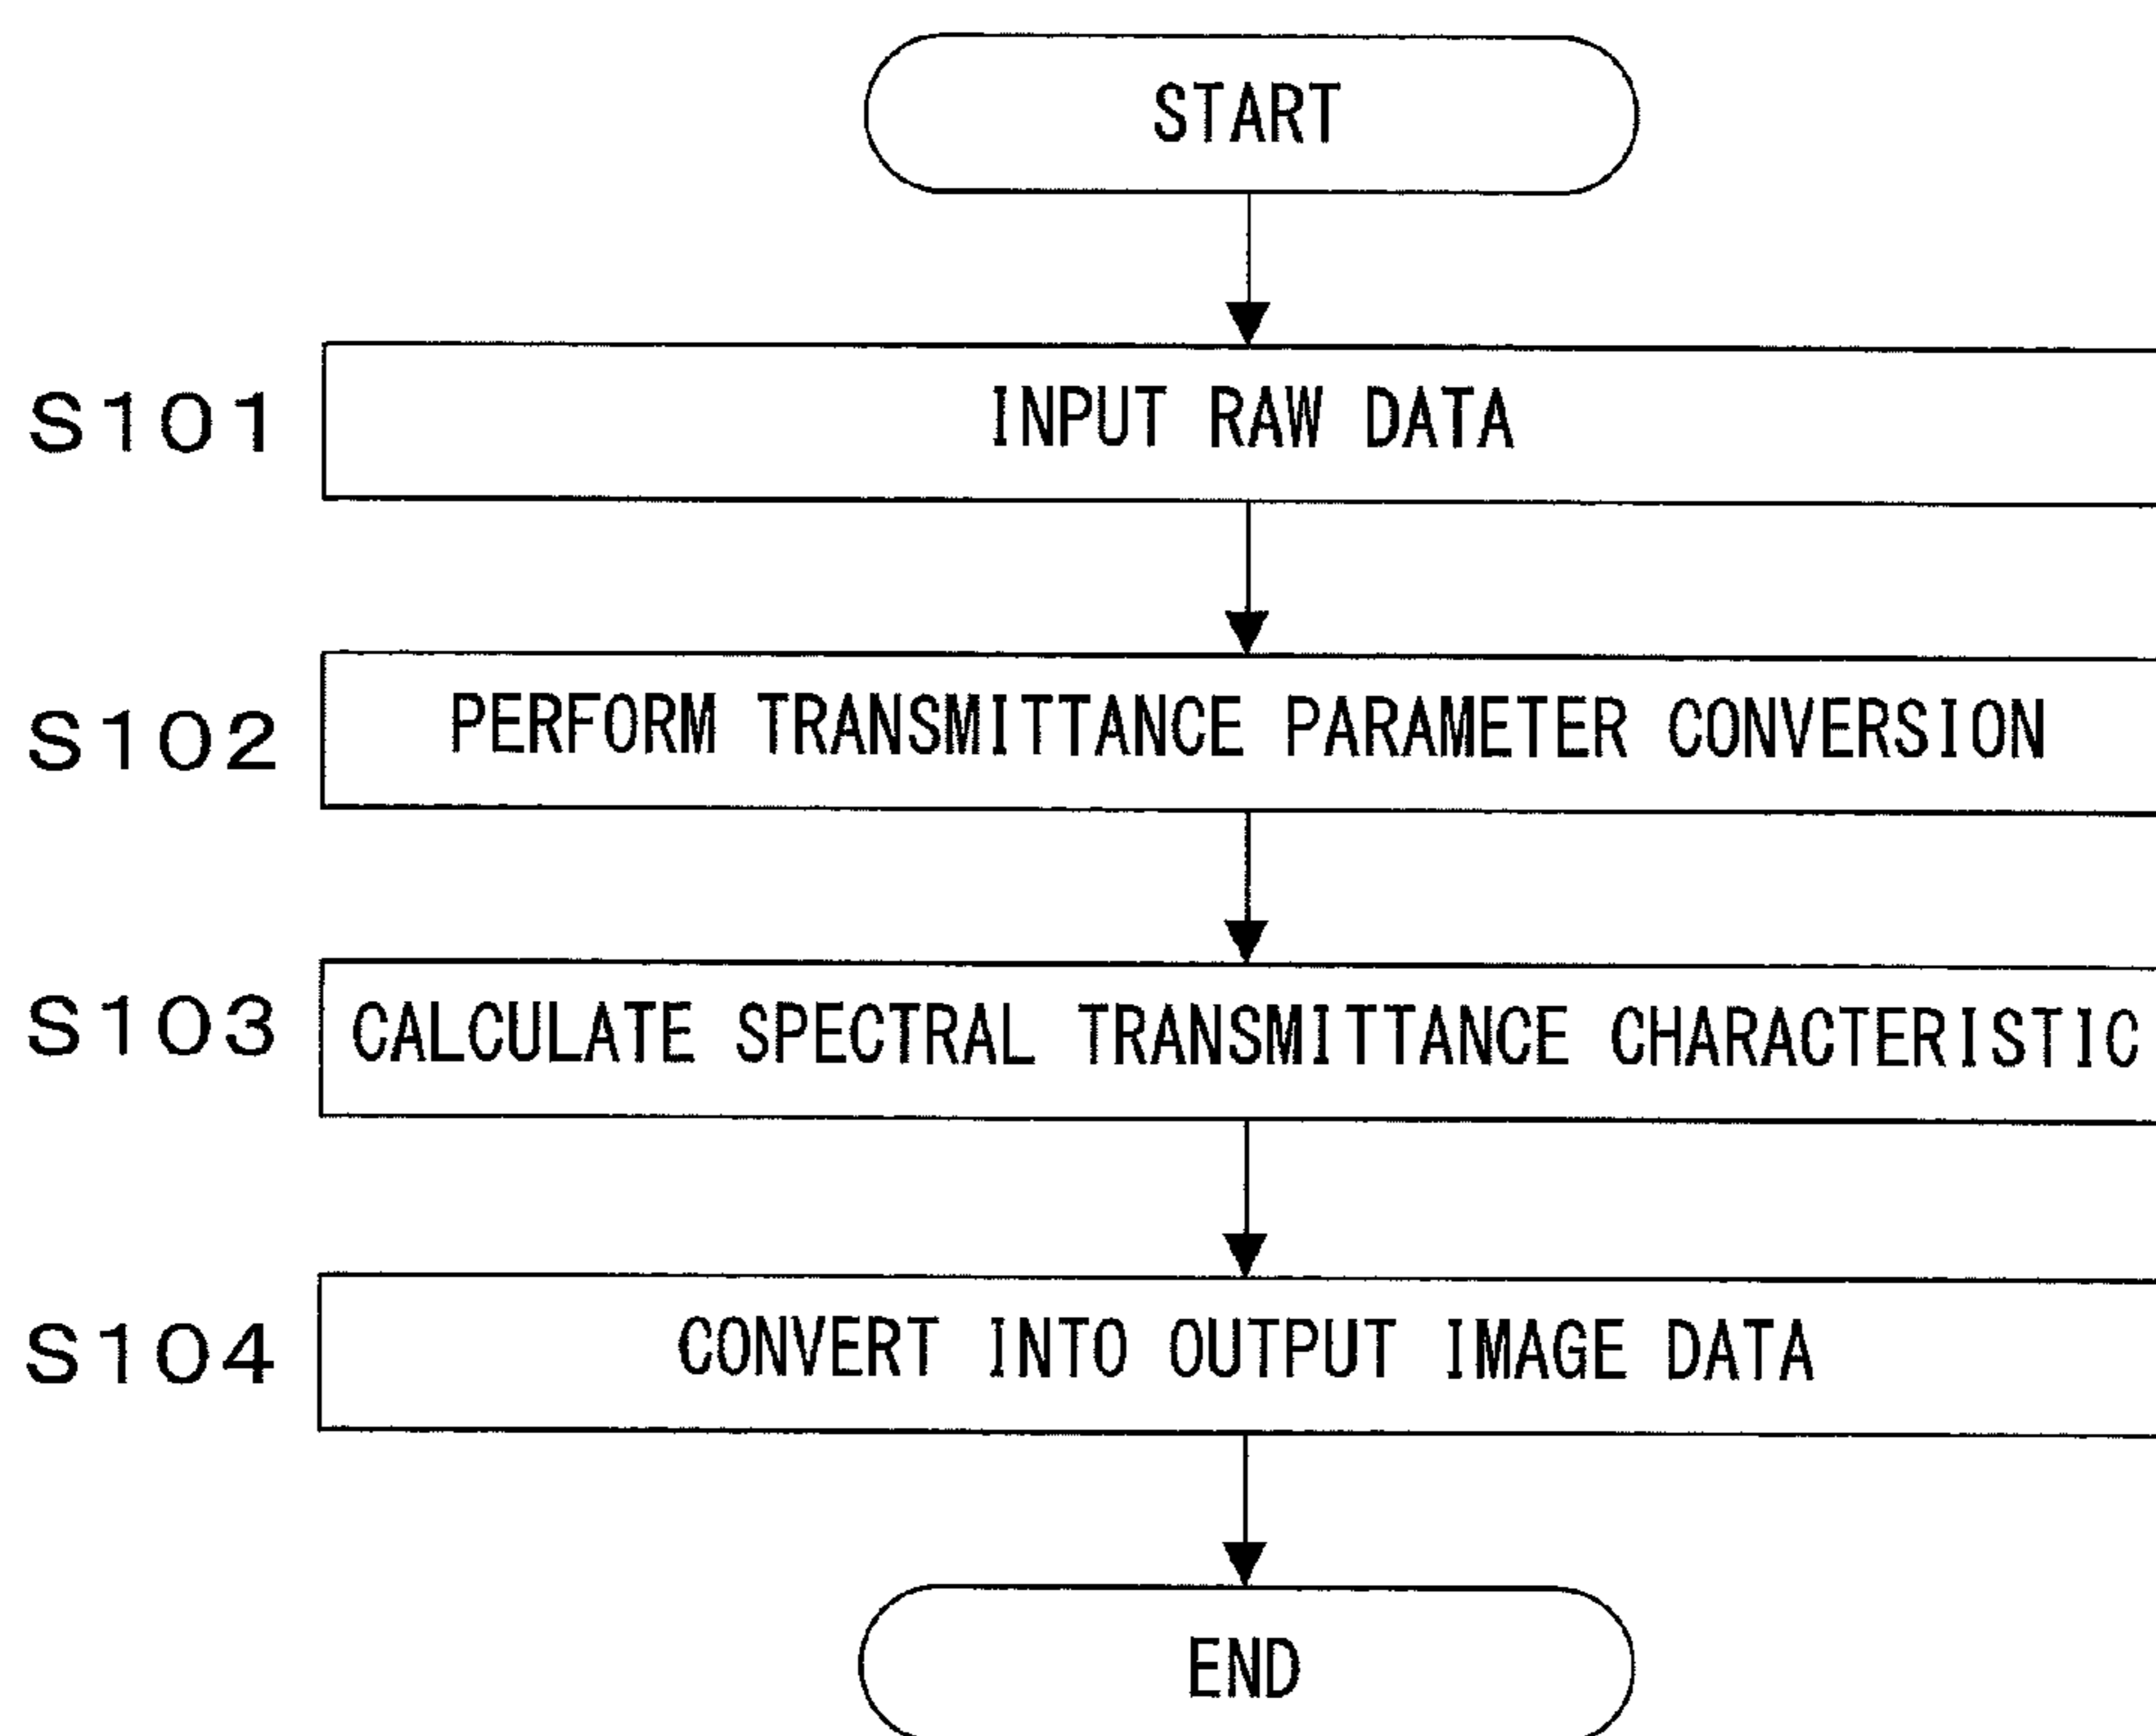 START
S101 INPUT RAW DATA
S102 PERFORM TRANSMITTANCE PARAMETER CONVERSION
S103 CALCULATE SPECTRAL TRANSMITTANCE CHARACTERISTIC
S104 CONVERT INTO OUTPUT IMAGE DATA
END